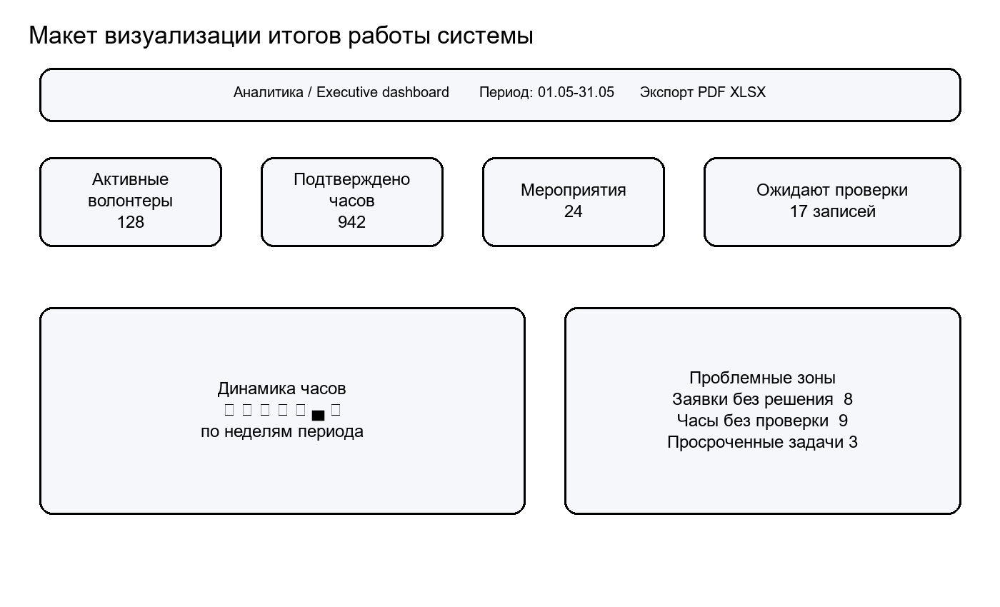 Макет визуализации итогов работы системы
Аналитика / Executive dashboard Период: 01.05-31.05 Экспорт PDF XLSX
Активные
волонтеры
128
Подтверждено
часов
942
Мероприятия
24
Ожидают проверки
17 записей
Динамика часов
▯ ▯ ▯ ▯ ▯ ▄ ▯
по неделям периода
Проблемные зоны
Заявки без решения 8
Часы без проверки 9
Просроченные задачи 3